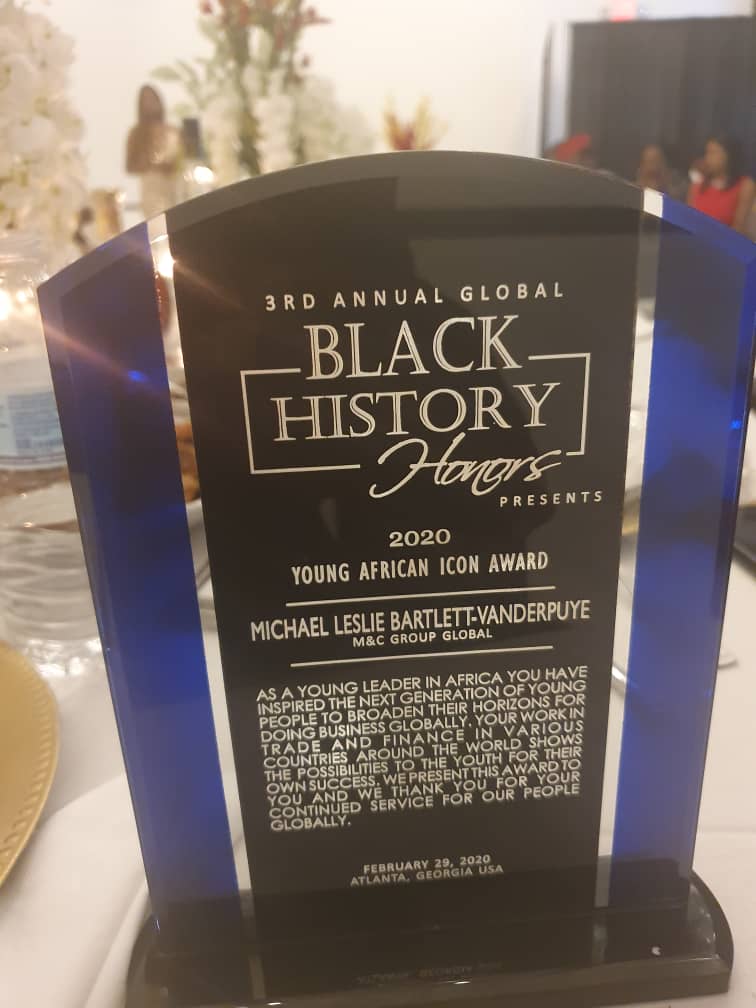 3RD ANNUAL GLOBAL
BLACK
HISTORY
Honors
PRESENTS
2020
YOUNG AFRICAN ICON AWARD
MICHAEL LESLIE BARTLETT-VANDERPUYE
M&C GROUP GLOBAL
AS A YOUNG LEADER IN AFRICA YOU HAVE
INSPIRED THE NEXT GENERATION OF YOUNG
PEOPLE TO BROADEN THEIR HORIZONS FOR
DOING BUSINESS GLOBALLY. YOUR WORK IN
TRADE AND FINANCE IN VARIOUS
COUNTRIES AROUND THE WORLD SHOWS
THE POSSIBILITIES TO THE YOUTH FOR THEIR
OWN SUCCESS. WE PRESENT THIS AWARD TO
YOU AND WE THANK YOU FOR YOUR
CONTINUED SERVICE FOR OUR PEOPLE
GLOBALLY.
FEBRUARY 29, 2020
ATLANTA, GEORGIA USA